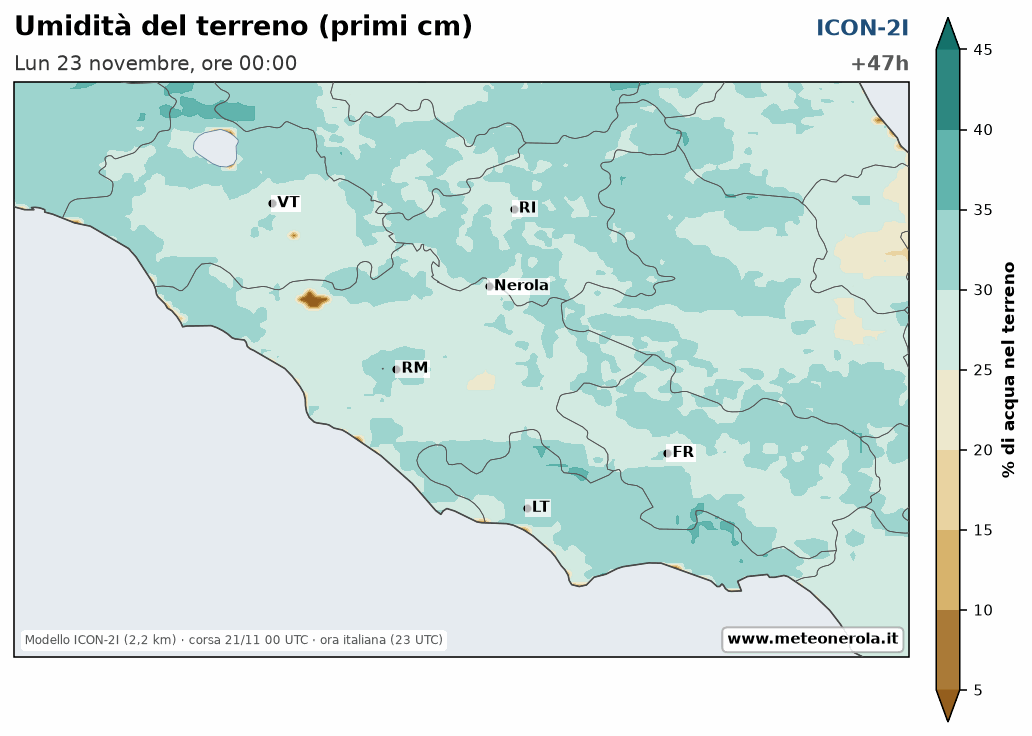 Umidità del terreno (primi cm)
ICON-2I
Lun 23 novembre, ore 00:00
+47h
VT
RI
Nerola
RM
FR
LT
Modello ICON-2I (2,2 km) · corsa 21/11 00 UTC · ora italiana (23 UTC)
www.meteonerola.it
45
40
35
30
25
20
15
10
5
% di acqua nel terreno